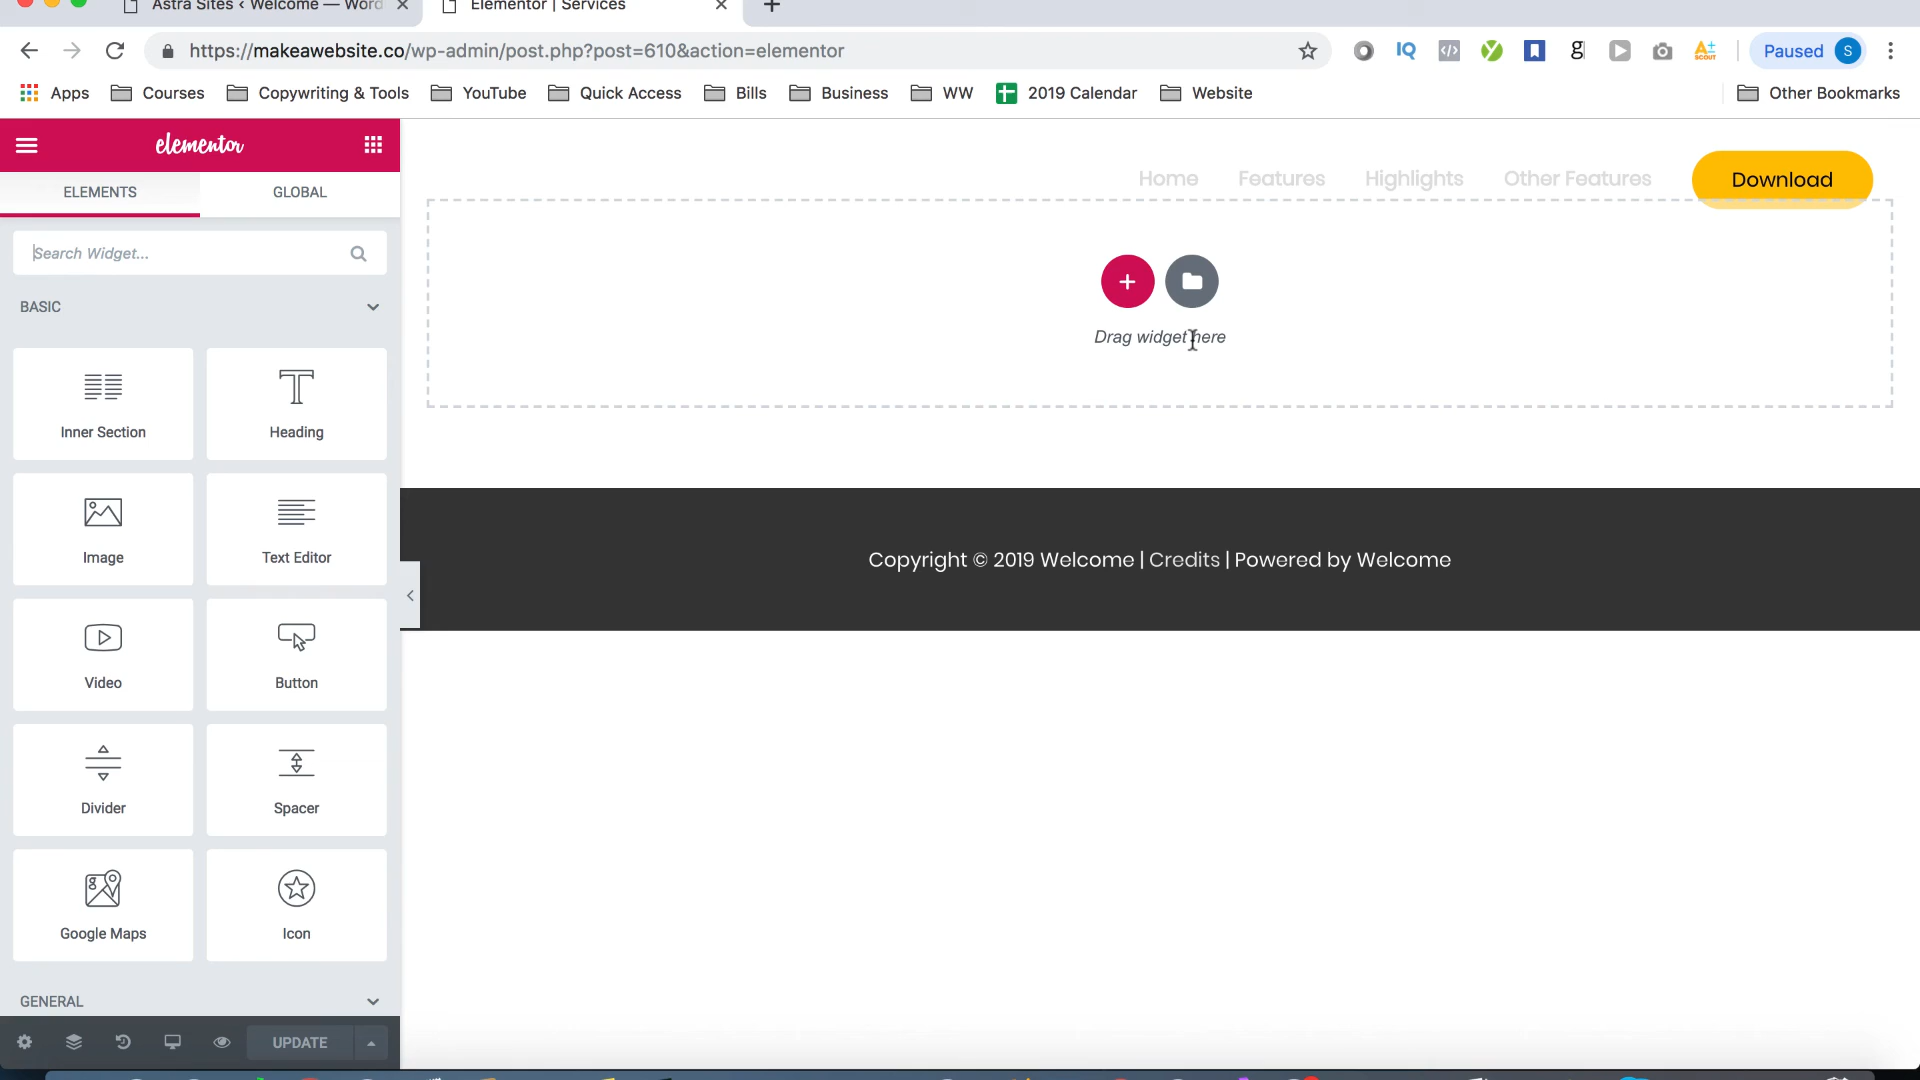 Astra Sites ‹ Welcome — Word
Elementor | Services
https://makeawebsite.co/wp-admin/post.php?post=610&action=elementor
Paused S
Apps Courses Copywriting & Tools YouTube Quick Access Bills Business WW 2019 Calendar Website Other Bookmarks
elementor
ELEMENTS GLOBAL
Search Widget...
BASIC
Inner Section Heading
Image Text Editor
Video Button
Divider Spacer
Google Maps Icon
GENERAL
UPDATE
Home Features Highlights Other Features Download
Drag widget here
Copyright © 2019 Welcome | Credits | Powered by Welcome